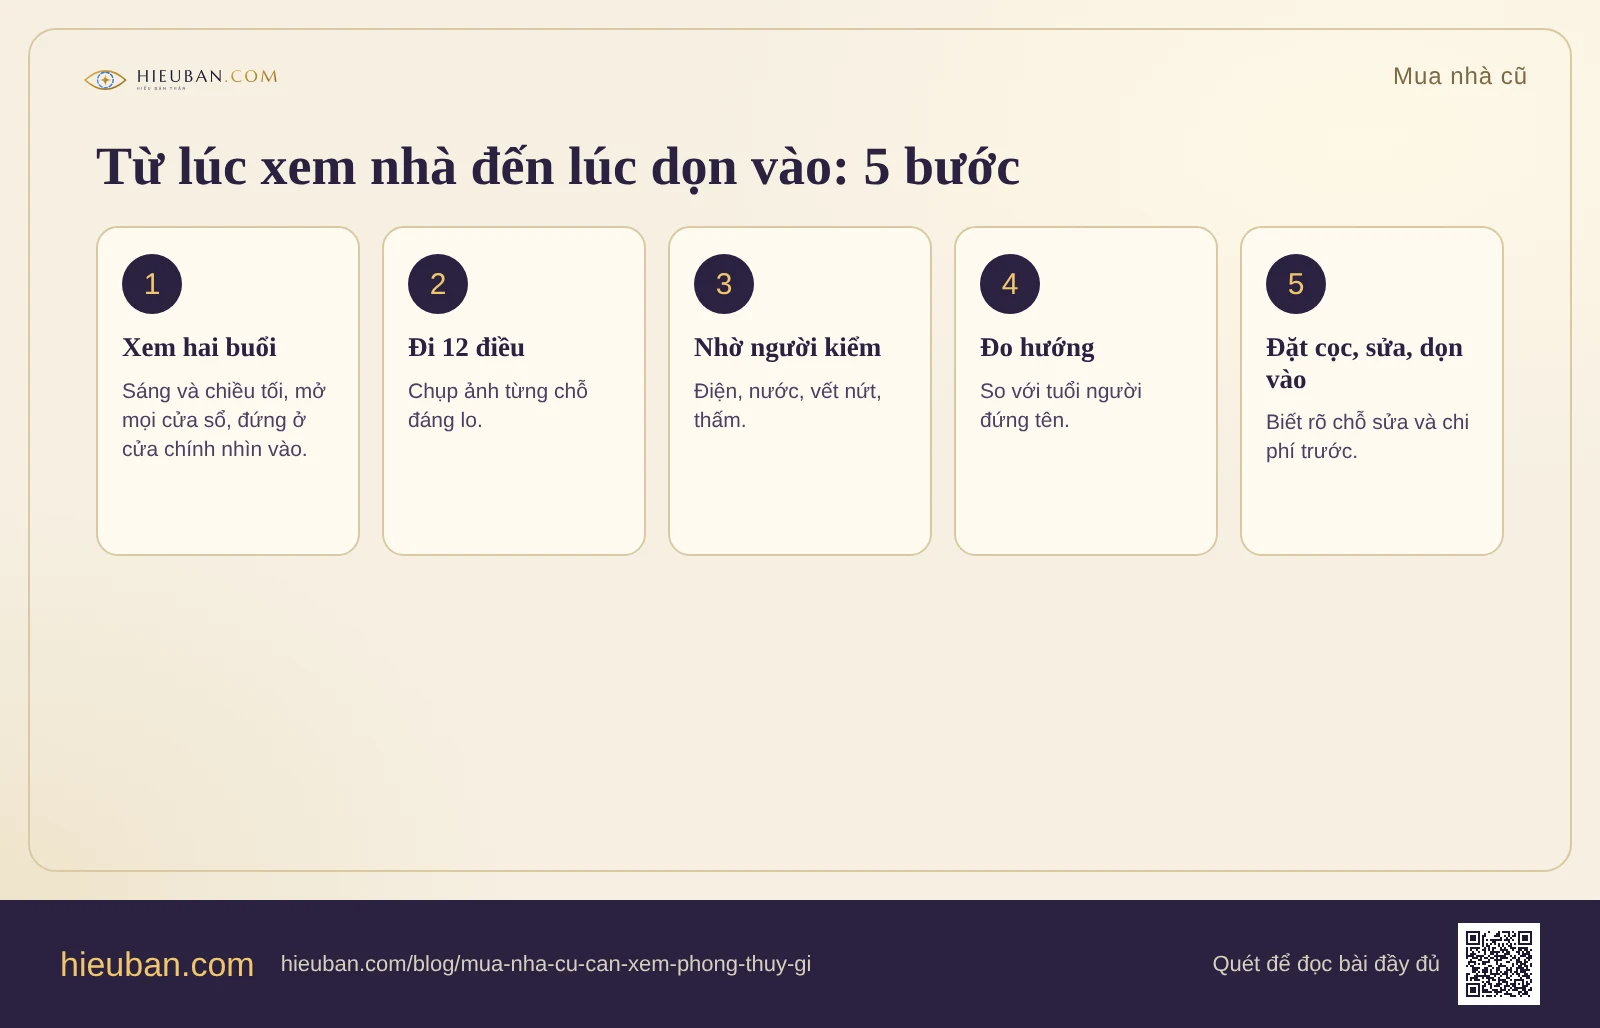 HIEUBAN.COM
HIỂU BẢN THÂN
Mua nhà cũ
Từ lúc xem nhà đến lúc dọn vào: 5 bước
1
Xem hai buổi
Sáng và chiều tối, mở
mọi cửa sổ, đứng ở
cửa chính nhìn vào.
2
Đi 12 điều
Chụp ảnh từng chỗ
đáng lo.
3
Nhờ người kiểm
Điện, nước, vết nứt,
thấm.
4
Đo hướng
So với tuổi người
đứng tên.
5
Đặt cọc, sửa, dọn
vào
Biết rõ chỗ sửa và chi
phí trước.
hieuban.com
hieuban.com/blog/mua-nha-cu-can-xem-phong-thuy-gi
Quét để đọc bài đầy đủ